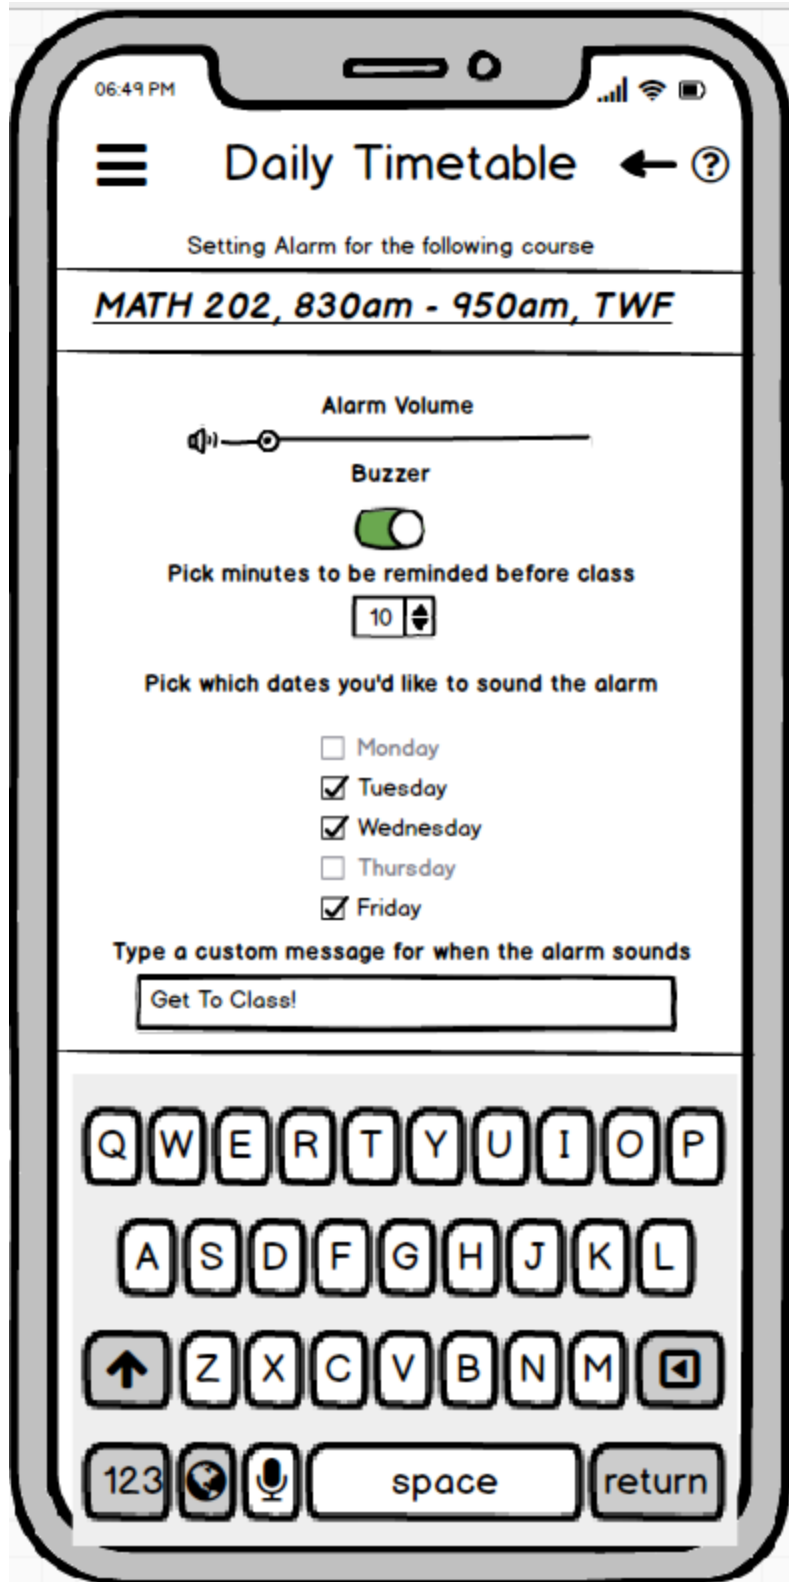 06:49 PM
Daily Timetable
Setting Alarm for the following course
MATH 202, 830am - 950am, TWF
Alarm Volume
Buzzer
Pick minutes to be reminded before class
10
Pick which dates you'd like to sound the alarm
Monday
Tuesday
Wednesday
Thursday
Friday
Type a custom message for when the alarm sounds
Get To Class!
Q W E R T Y U I O P
A S D F G H J K L
Z X C V B N M
123 space return